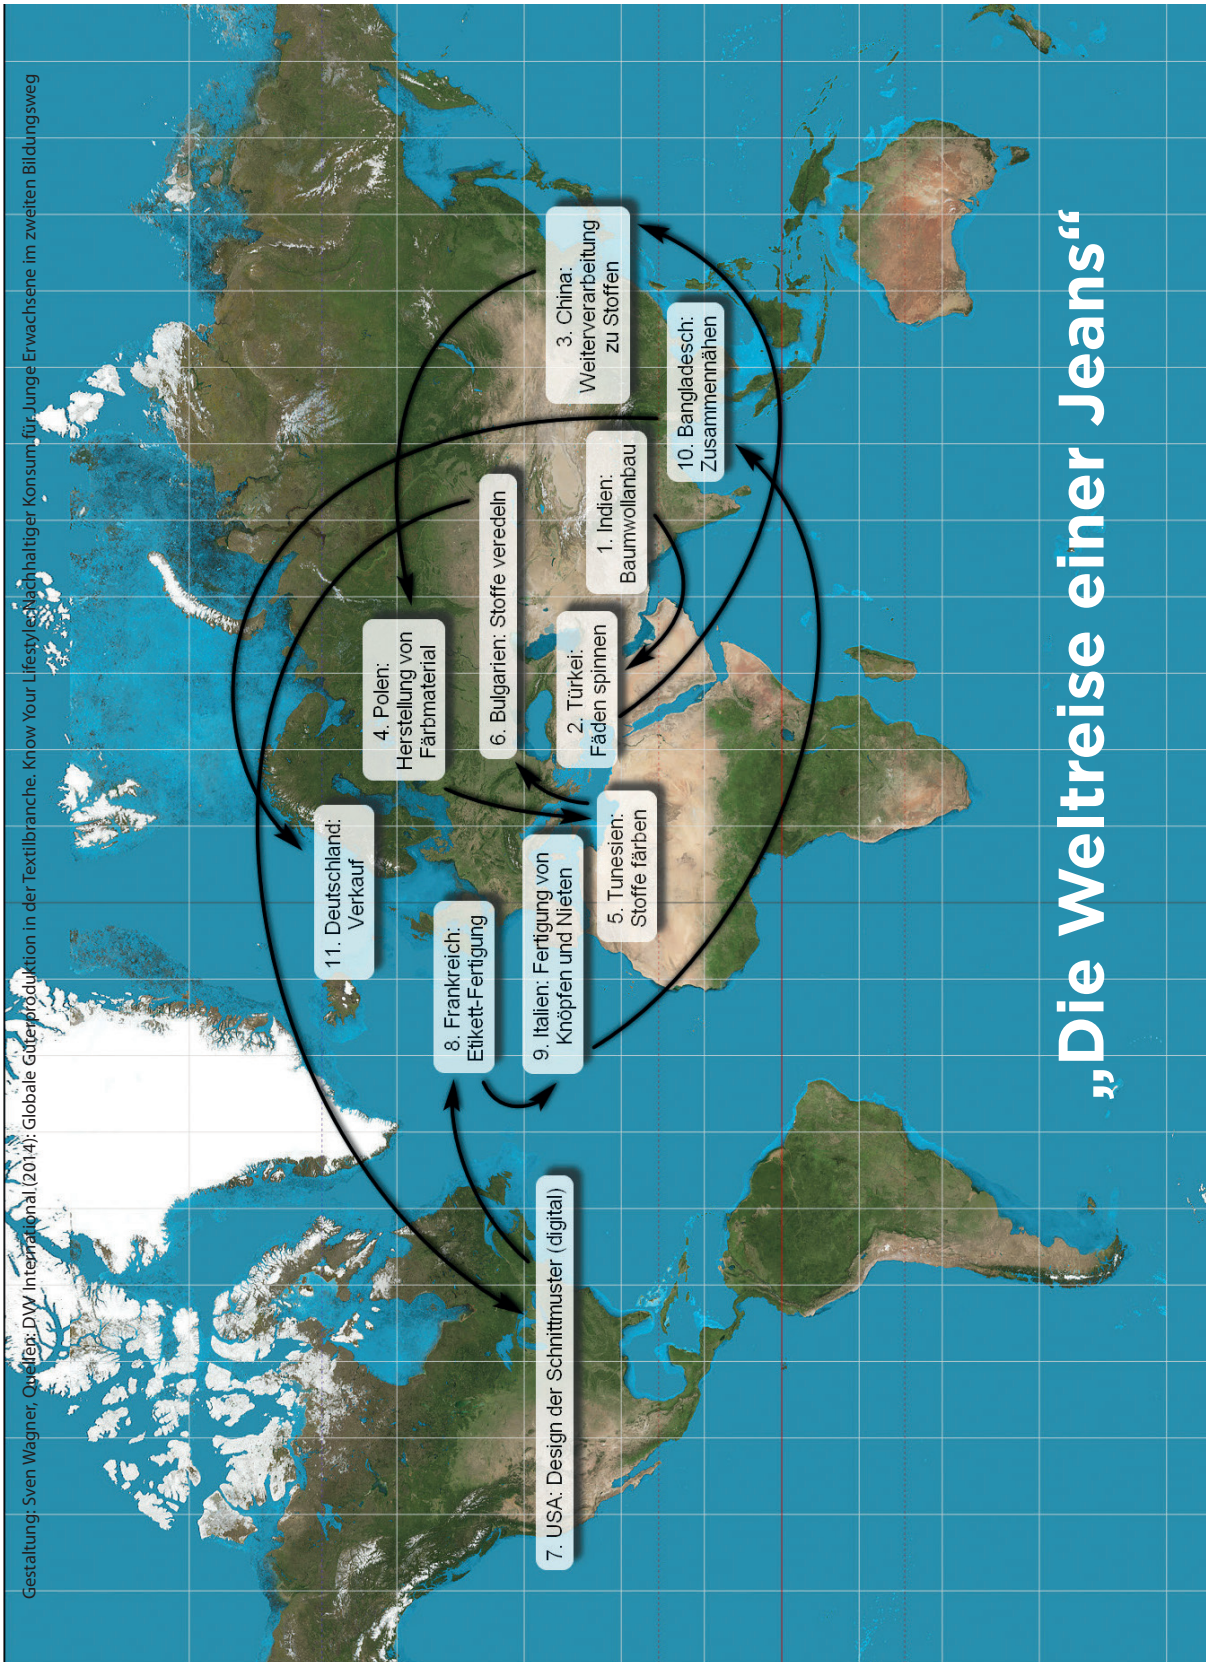 Gestaltung: Sven Wagner, Quellen: DVV International (2014): Globale Güterproduktion in der Textilbranche. Know Your Lifestyle-Nachhaltiger Konsum für Junge Erwachsene im zweiten Bildungsweg
1. Indien:
Baumwollanbau
2. Türkei:
Fäden spinnen
3. China:
Weiterverarbeitung
zu Stoffen
4. Polen:
Herstellung von
Färbmaterial
5. Tunesien:
Stoffe färben
6. Bulgarien: Stoffe veredeln
7. USA: Design der Schnittmuster (digital)
8. Frankreich:
Etikett-Fertigung
9. Italien: Fertigung von
Knöpfen und Nieten
10. Bangladesch:
Zusammennähen
11. Deutschland:
Verkauf
„Die Weltreise einer Jeans“